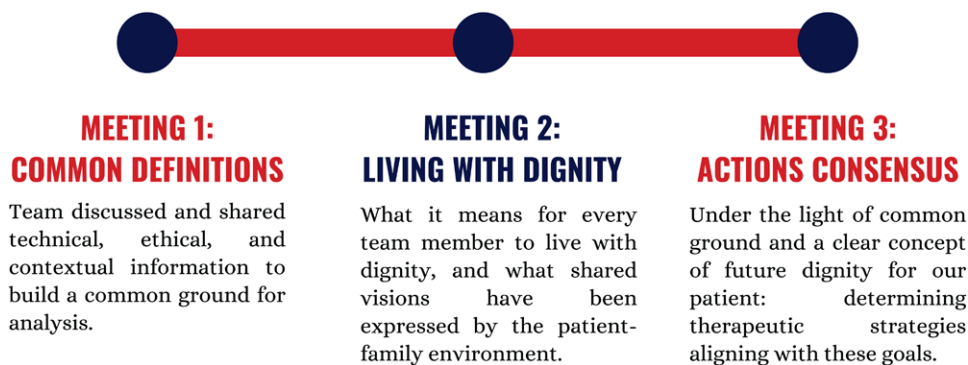 MEETING 1:
COMMON DEFINITIONS
Team discussed and shared
technical, ethical, and
contextual information to
build a common ground for
analysis.
MEETING 2:
LIVING WITH DIGNITY
What it means for every
team member to live with
dignity, and what shared
visions have been
expressed by the patient-
family environment.
MEETING 3:
ACTIONS CONSENSUS
Under the light of common
ground and a clear concept
of future dignity for our
patient: determining
therapeutic strategies
aligning with these goals.